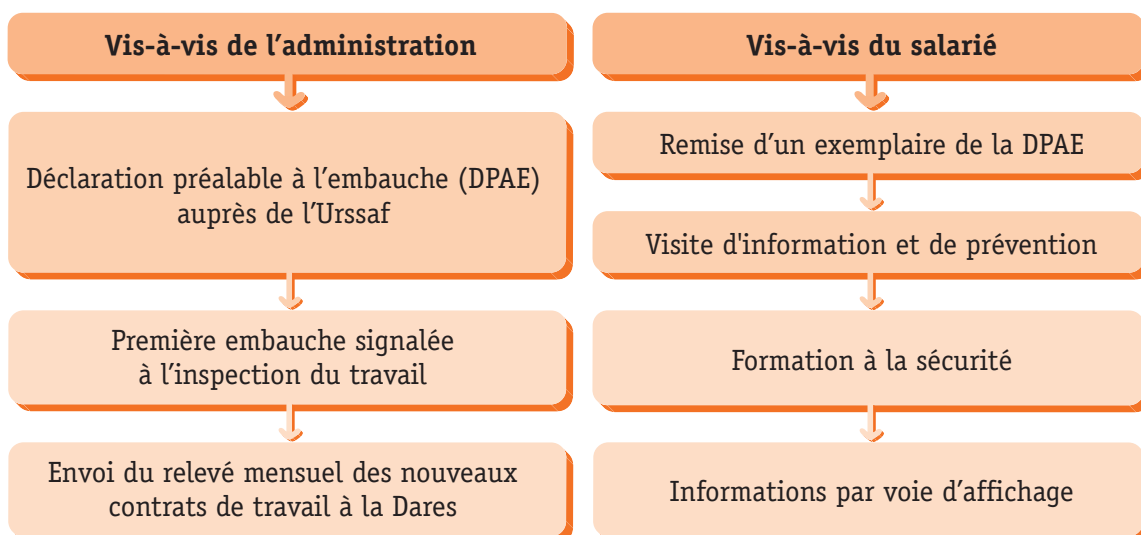 Vis-à-vis de l’administration
Déclaration préalable à l’embauche (DPAE)
auprès de l’Urssaf
Première embauche signalée
à l’inspection du travail
Envoi du relevé mensuel des nouveaux
contrats de travail à la Dares
Vis-à-vis du salarié
Remise d’un exemplaire de la DPAE
Visite d'information et de prévention
Formation à la sécurité
Informations par voie d’affichage